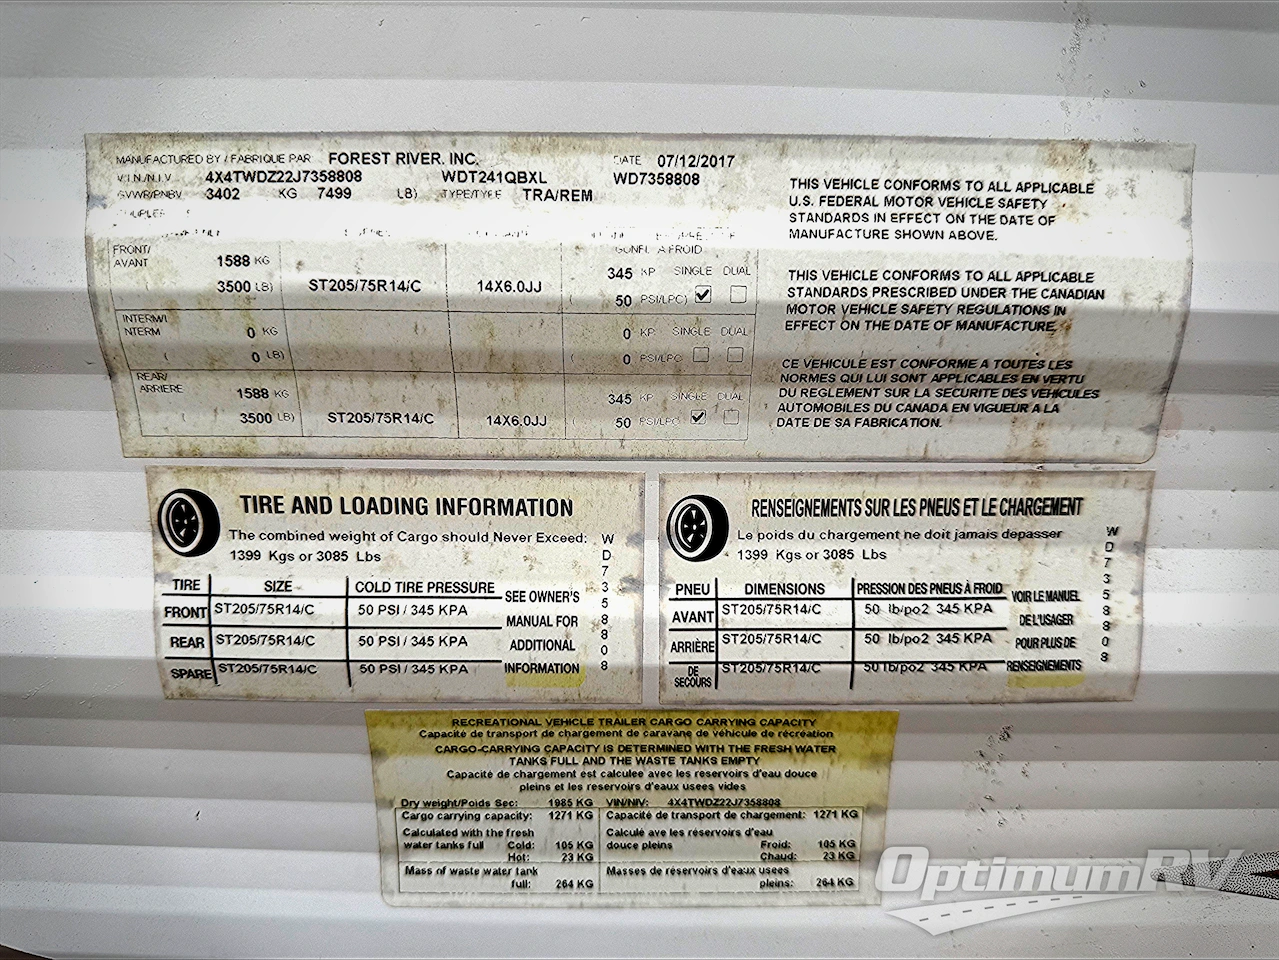 MANUFACTURED BY / FABRIQUE PAR FOREST RIVER, INC. DATE 07/12/2017
V.I.N./N.I.V. 4X4TWDZ22J7358808 WDT241QBXL WD7358808
GVWR/PNBV 3402 KG 7499 LB) TYPE/TYPE TRA/REM
FRONT/
AVANT
1588 KG
3500 LB)
ST205/75R14/C
14X6.0JJ
345 KP SINGLE DUAL
50 PSI/LPC)
INTERM/
INTERM
0 KG
( 0 LB)
0 KP SINGLE DUAL
( 0 PSI/LPC
REAR/
ARRIERE
1588 KG
( 3500 LB)
ST205/75R14/C
14X6.0JJ
345 KP SINGLE DUAL
( 50 PSI/LPC
THIS VEHICLE CONFORMS TO ALL APPLICABLE
U.S. FEDERAL MOTOR VEHICLE SAFETY
STANDARDS IN EFFECT ON THE DATE OF
MANUFACTURE SHOWN ABOVE.
THIS VEHICLE CONFORMS TO ALL APPLICABLE
STANDARDS PRESCRIBED UNDER THE CANADIAN
MOTOR VEHICLE SAFETY REGULATIONS IN
EFFECT ON THE DATE OF MANUFACTURE.
CE VEHICULE EST CONFORME A TOUTES LES
NORMES QUI LUI SONT APPLICABLES EN VERTU
DU REGLEMENT SUR LA SECURITE DES VEHICULES
AUTOMOBILES DU CANADA EN VIGUEUR A LA
DATE DE SA FABRICATION.
TIRE AND LOADING INFORMATION
The combined weight of Cargo should Never Exceed:
1399 Kgs or 3085 Lbs
TIRE SIZE COLD TIRE PRESSURE
FRONT ST205/75R14/C 50 PSI / 345 KPA
REAR ST205/75R14/C 50 PSI / 345 KPA
SPARE ST205/75R14/C 50 PSI / 345 KPA
SEE OWNER'S
MANUAL FOR
ADDITIONAL
INFORMATION
WD7358808
RENSEIGNEMENTS SUR LES PNEUS ET LE CHARGEMENT
Le poids du chargement ne doit jamais depasser
1399 Kgs or 3085 Lbs
PNEU DIMENSIONS PRESSION DES PNEUS À FROID
AVANT ST205/75R14/C 50 lb/po2 345 KPA
ARRIÈRE ST205/75R14/C 50 lb/po2 345 KPA
DE
SECOURS ST205/75R14/C 50 lb/po2 345 KPA
VOIR LE MANUEL
DE L'USAGER
POUR PLUS DE
RENSEIGNEMENTS
WD7358808
RECREATIONAL VEHICLE TRAILER CARGO CARRYING CAPACITY
Capacité de transport de chargement de caravane de véhicule de récréation
CARGO-CARRYING CAPACITY IS DETERMINED WITH THE FRESH WATER
TANKS FULL AND THE WASTE TANKS EMPTY
Capacité de chargement est calculee avec les reservoirs d'eau douce
pleins et les reservoirs d'eaux usees vides
Dry weight/Poids Sec: 1985 KG VIN/NIV: 4X4TWDZ22J7358808
Cargo carrying capacity: 1271 KG Capacité de transport de chargement: 1271 KG
Calculated with the fresh Calculé ave les réservoirs d'eau
water tanks full Cold: 105 KG douce pleins Froid: 105 KG
Hot: 23 KG Chaud: 23 KG
Mass of waste water tank Masses de réservoirs d'eaux usees
full: 264 KG pleins: 264 KG
OptimumRV